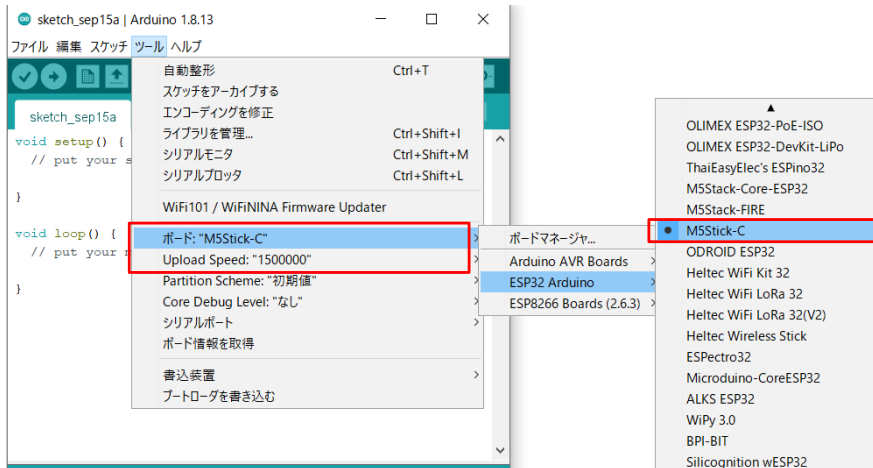 sketch_sep15a | Arduino 1.8.13
ファイル 編集 スケッチ ツール ヘルプ
sketch_sep15a
void setup() {
// put your s
}
void loop() {
// put your
}
自動整形 Ctrl+T
スケッチをアーカイブする
エンコーディングを修正
ライブラリを管理... Ctrl+Shift+I
シリアルモニタ Ctrl+Shift+M
シリアルプロッタ Ctrl+Shift+L
WiFi101 / WiFiNINA Firmware Updater
ボード: "M5Stick-C"
Upload Speed: "1500000"
Partition Scheme: "初期値"
Core Debug Level: "なし"
シリアルポート
ボード情報を取得
書込装置
ブートローダを書き込む
ボードマネージャ...
Arduino AVR Boards
ESP32 Arduino
ESP8266 Boards (2.6.3)
OLIMEX ESP32-PoE-ISO
OLIMEX ESP32-DevKit-LiPo
ThaiEasyElec's ESPino32
M5Stack-Core-ESP32
M5Stack-FIRE
M5Stick-C
ODROID ESP32
Heltec WiFi Kit 32
Heltec WiFi LoRa 32
Heltec WiFi LoRa 32(V2)
Heltec Wireless Stick
ESPectro32
Microduino-CoreESP32
ALKS ESP32
WiPy 3.0
BPI-BIT
Silicognition wESP32